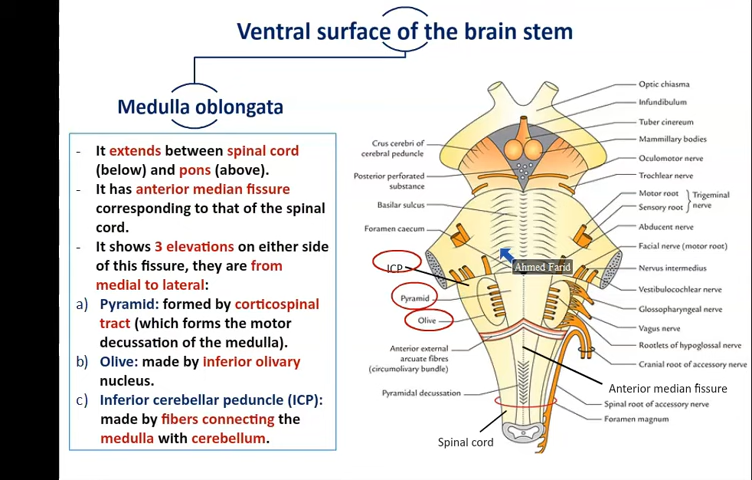 Ventral surface of the brain stem
Medulla oblongata
- It extends between spinal cord
(below) and pons (above).
- It has anterior median fissure
corresponding to that of the spinal
cord.
- It shows 3 elevations on either side
of this fissure, they are from
medial to lateral:
a) Pyramid: formed by corticospinal
tract (which forms the motor
decussation of the medulla).
b) Olive: made by inferior olivary
nucleus.
c) Inferior cerebellar peduncle (ICP):
made by fibers connecting the
medulla with cerebellum.
Crus cerebri of
cerebral peduncle
Posterior perforated
substance
Basilar sulcus
Foramen caecum
ICP
Pyramid
Olive
Anterior external
arcuate fibres
(circumolivary bundle)
Pyramidal decussation
Spinal cord
Ahmed Farid
Optic chiasma
Infundibulum
Tuber cinereum
Mammillary bodies
Oculomotor nerve
Trochlear nerve
Motor root
Sensory root
Trigeminal
nerve
Abducent nerve
Facial nerve (motor root)
Nervus intermedius
Vestibulocochlear nerve
Glossopharyngeal nerve
Vagus nerve
Rootlets of hypoglossal nerve
Cranial root of accessory nerve
Anterior median fissure
Spinal root of accessory nerve
Foramen magnum